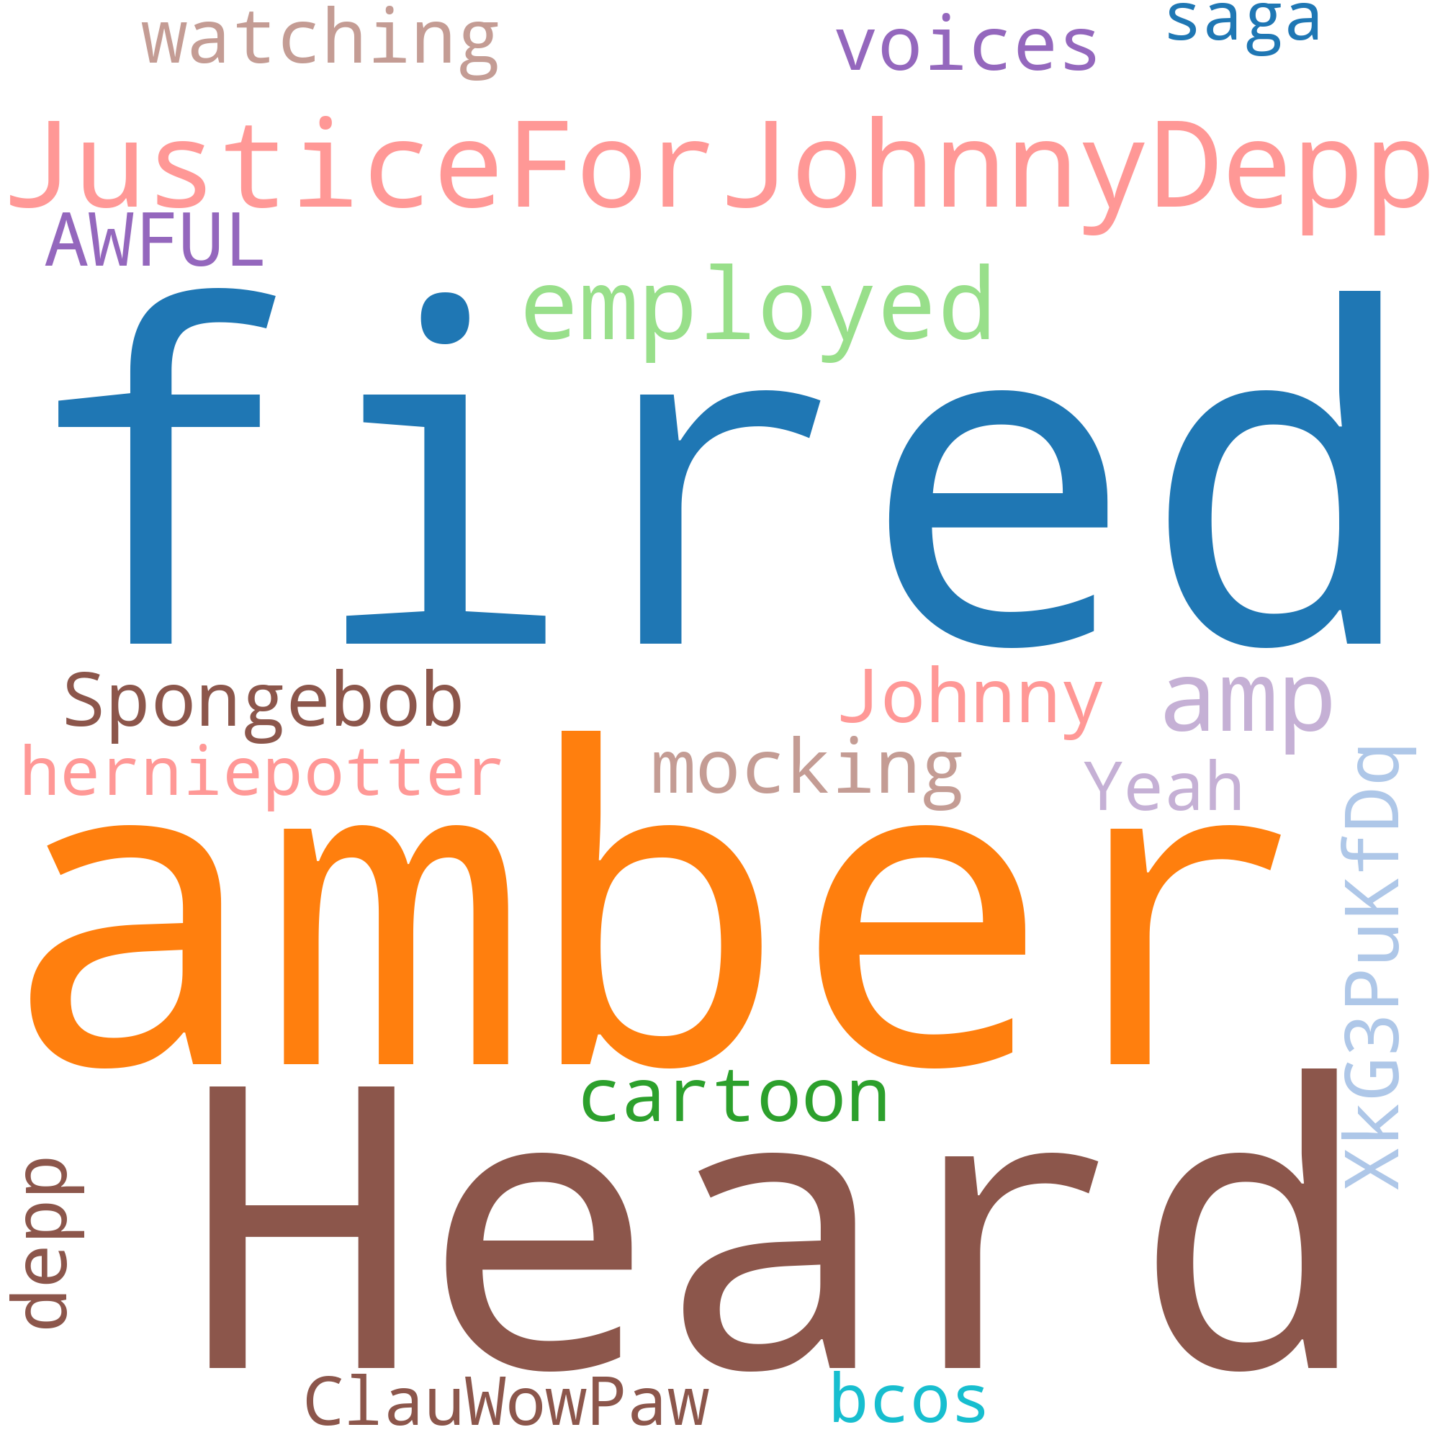 watching
voices
saga
JusticeForJohnnyDepp
AWFUL
employed
fired
Spongebob
Johnny
amp
herniepotter
mocking
Yeah
XkG3PuKfDq
amber
cartoon
Heard
depp
ClauWowPaw
bcos